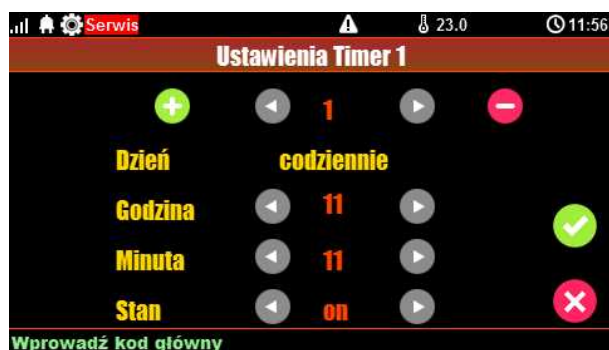 Serwis 23.0 11:56
Ustawienia Timer 1
1
Dzień codziennie
Godzina 11
Minuta 11
Stan on
Wprowadź kod główny